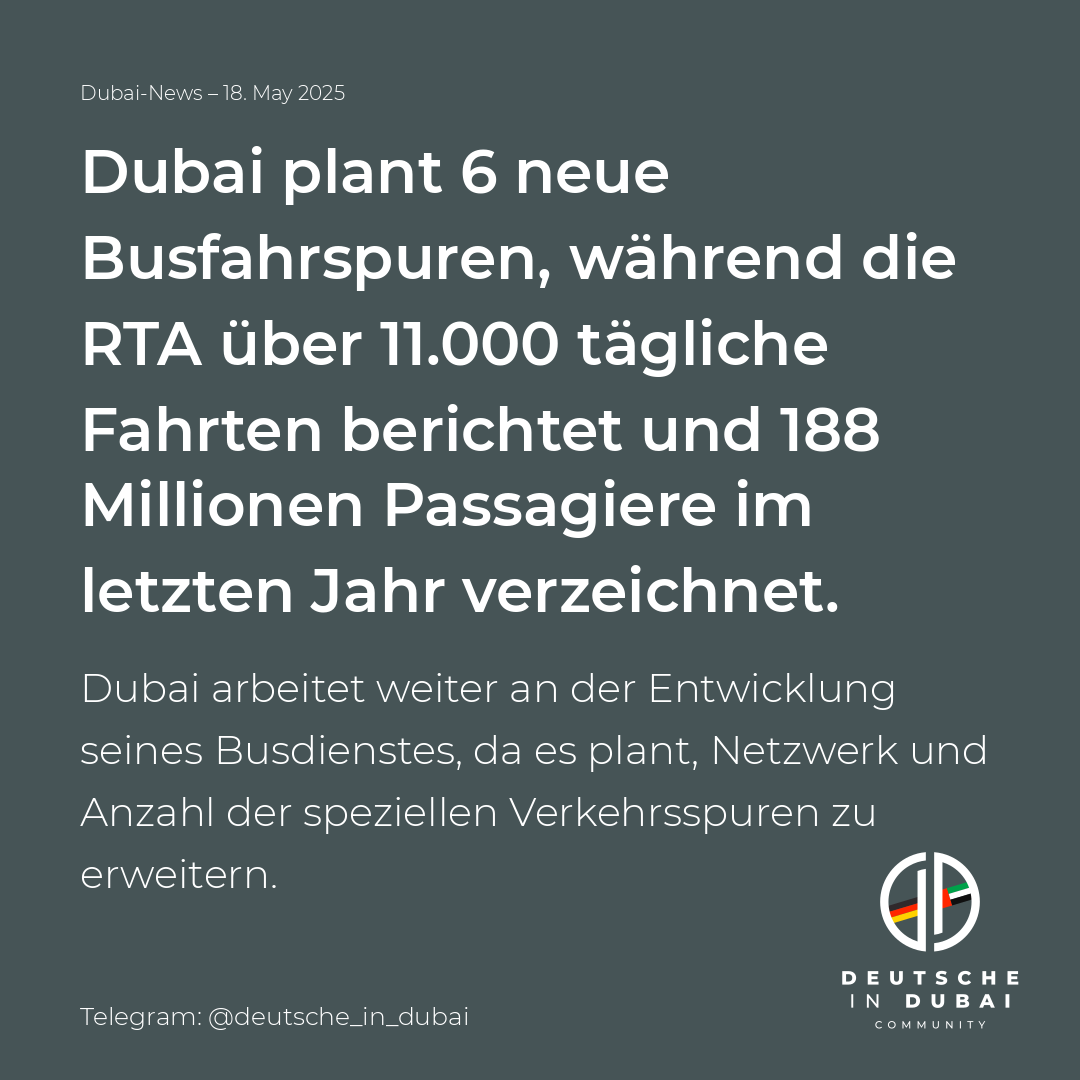 Dubai-News – 18. May 2025
Dubai plant 6 neue
Busfahrspuren, während die
RTA über 11.000 tägliche
Fahrten berichtet und 188
Millionen Passagiere im
letzten Jahr verzeichnet.
Dubai arbeitet weiter an der Entwicklung
seines Busdienstes, da es plant, Netzwerk und
Anzahl der speziellen Verkehrsspuren zu
erweitern.
DEUTSCHE
IN DUBAI
COMMUNITY
Telegram: @deutsche_in_dubai